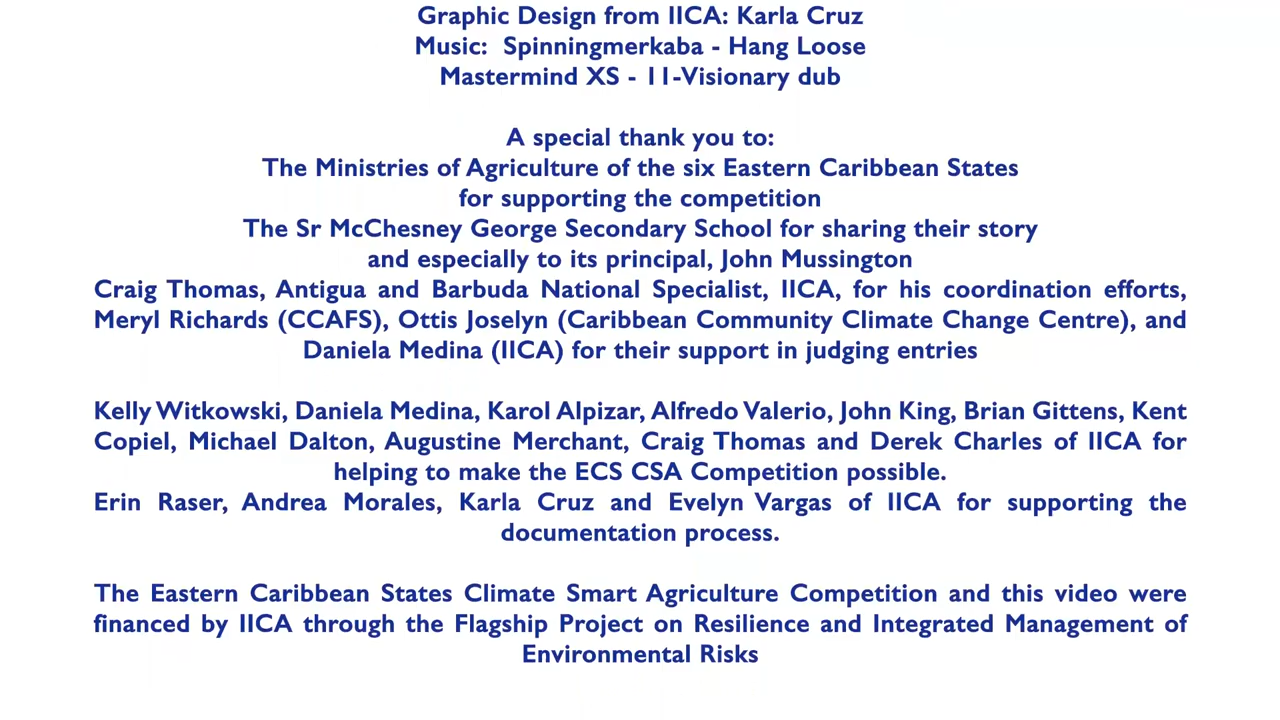 Graphic Design from IICA: Karla Cruz
Music: Spinningmerkaba - Hang Loose
Mastermind XS - 11-Visionary dub
A special thank you to:
The Ministries of Agriculture of the six Eastern Caribbean States
for supporting the competition
The Sr McChesney George Secondary School for sharing their story
and especially to its principal, John Mussington
Craig Thomas, Antigua and Barbuda National Specialist, IICA, for his coordination efforts,
Meryl Richards (CCAFS), Ottis Joselyn (Caribbean Community Climate Change Centre), and
Daniela Medina (IICA) for their support in judging entries
Kelly Witkowski, Daniela Medina, Karol Alpizar, Alfredo Valerio, John King, Brian Gittens, Kent
Copiel, Michael Dalton, Augustine Merchant, Craig Thomas and Derek Charles of IICA for
helping to make the ECS CSA Competition possible.
Erin Raser, Andrea Morales, Karla Cruz and Evelyn Vargas of IICA for supporting the
documentation process.
The Eastern Caribbean States Climate Smart Agriculture Competition and this video were
financed by IICA through the Flagship Project on Resilience and Integrated Management of
Environmental Risks